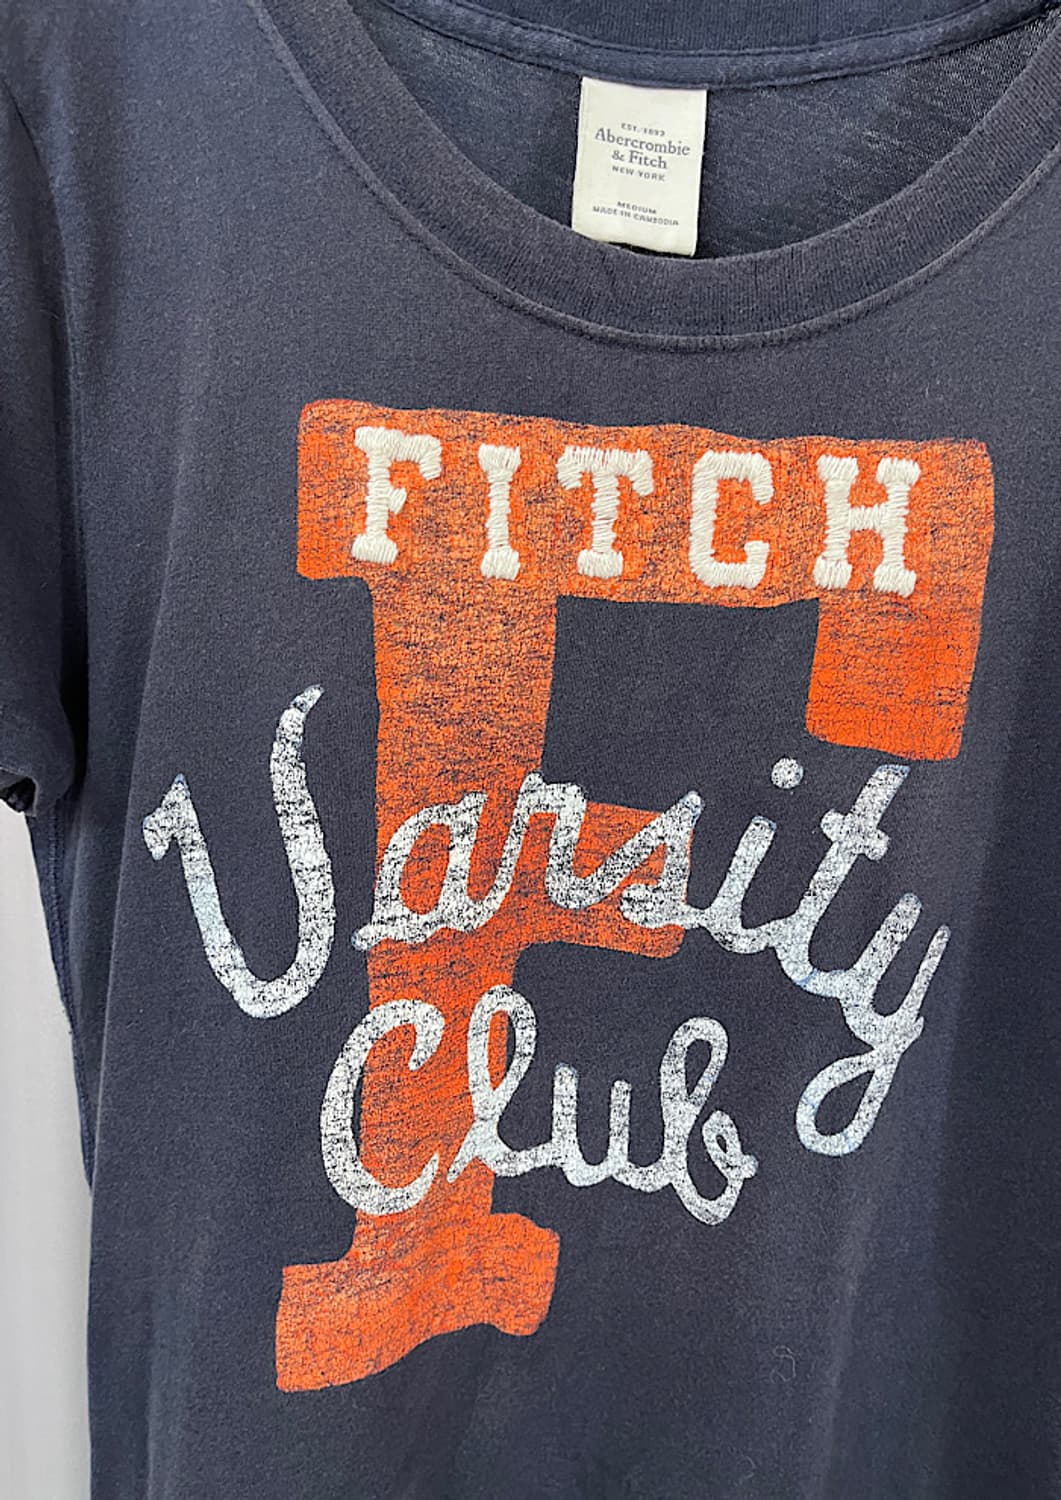 EST. 1892
Abercrombie
& Fitch
NEW YORK
MEDIUM
MADE IN CAMBODIA
FITCH
Varsity
Club